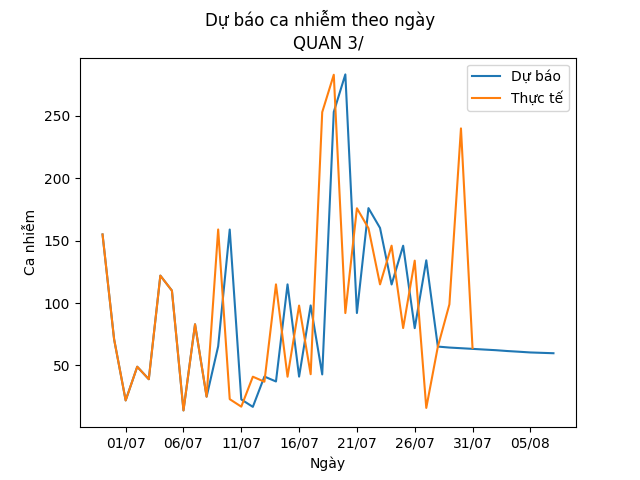 Dự báo ca nhiễm theo ngày
QUAN 3/
Dự báo
Thực tế
250
200
150
100
50
Ca nhiễm
01/07 06/07 11/07 16/07 21/07 26/07 31/07 05/08
Ngày